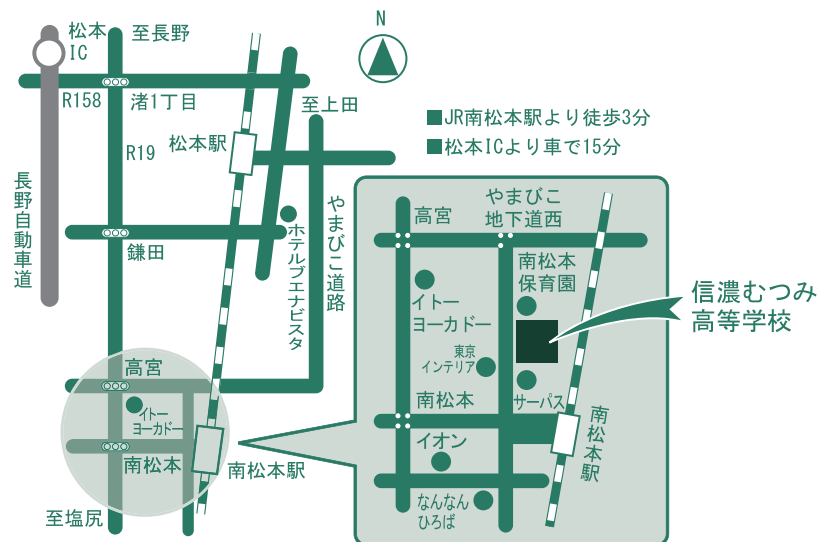 N
松本
IC
至長野
R158
渚1丁目
至上田
R19
松本駅
長野自動車道
鎌田
ホテルブエナビスタ
やまびこ道路
高宮
イトー
ヨーカドー
南松本
南松本駅
至塩尻
■JR南松本駅より徒歩3分
■松本ICより車で15分
やまびこ
地下道西
高宮
南松本
保育園
イトー
ヨーカドー
東京
インテリア
サーパス
南松本
イオン
南松本駅
なんなん
ひろば
信濃むつみ
高等学校